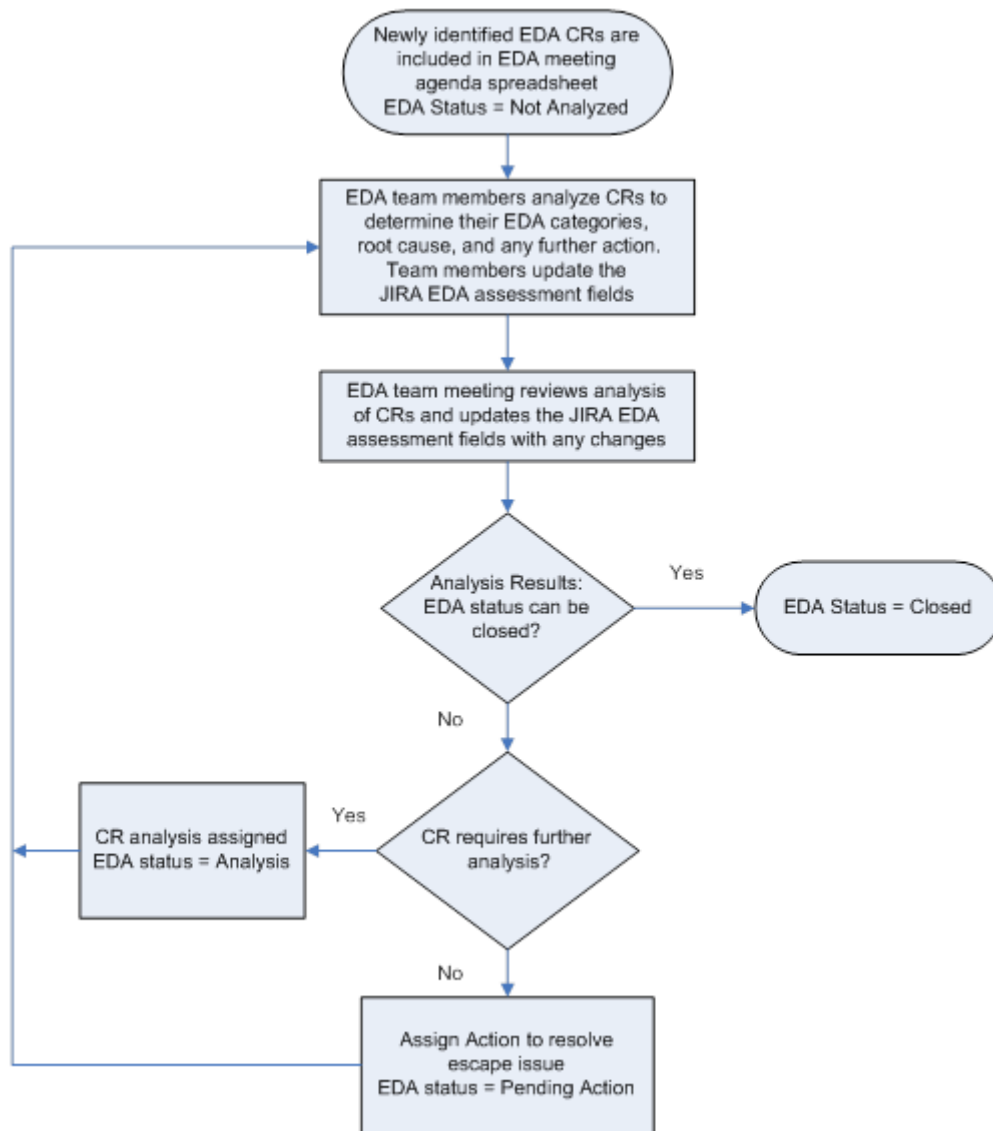 Newly identified EDA CRs are
included in EDA meeting
agenda spreadsheet
EDA Status = Not Analyzed
EDA team members analyze CRs to
determine their EDA categories,
root cause, and any further action.
Team members update the
JIRA EDA assessment fields
EDA team meeting reviews analysis
of CRs and updates the JIRA EDA
assessment fields with any changes
Analysis Results:
EDA status can be
closed?
Yes
EDA Status = Closed
No
CR requires further
analysis?
Yes
CR analysis assigned
EDA status = Analysis
No
Assign Action to resolve
escape issue
EDA status = Pending Action